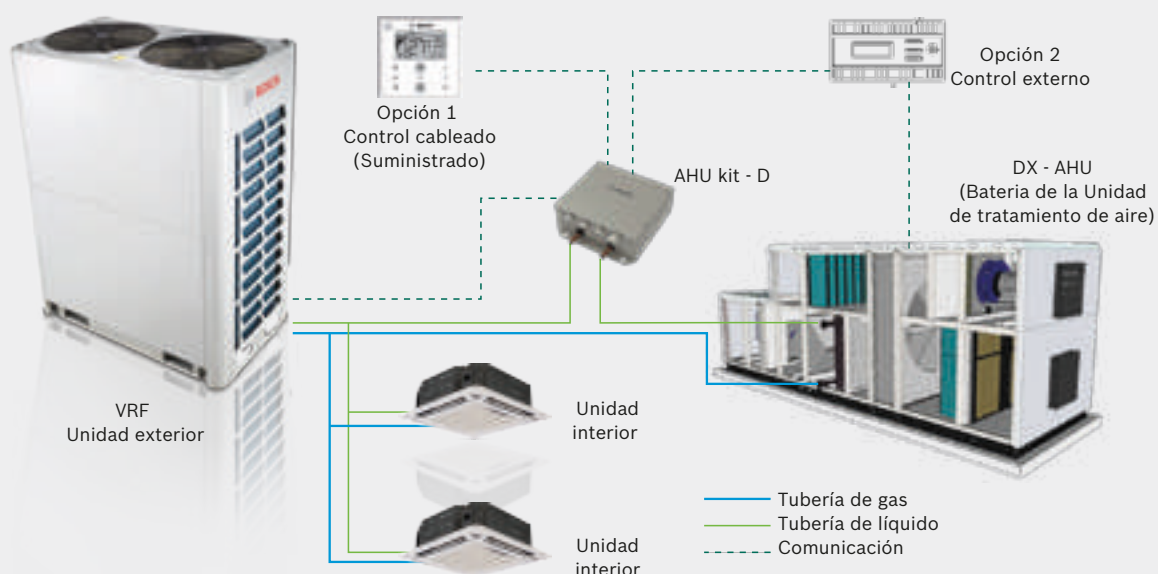 BOSCH
Opción 1
Control cableado
(Suministrado)
Opción 2
Control externo
AHU kit - D
DX - AHU
(Bateria de la Unidad
de tratamiento de aire)
VRF
Unidad exterior
Unidad
interior
Unidad
interior
Tubería de gas
Tubería de líquido
Comunicación